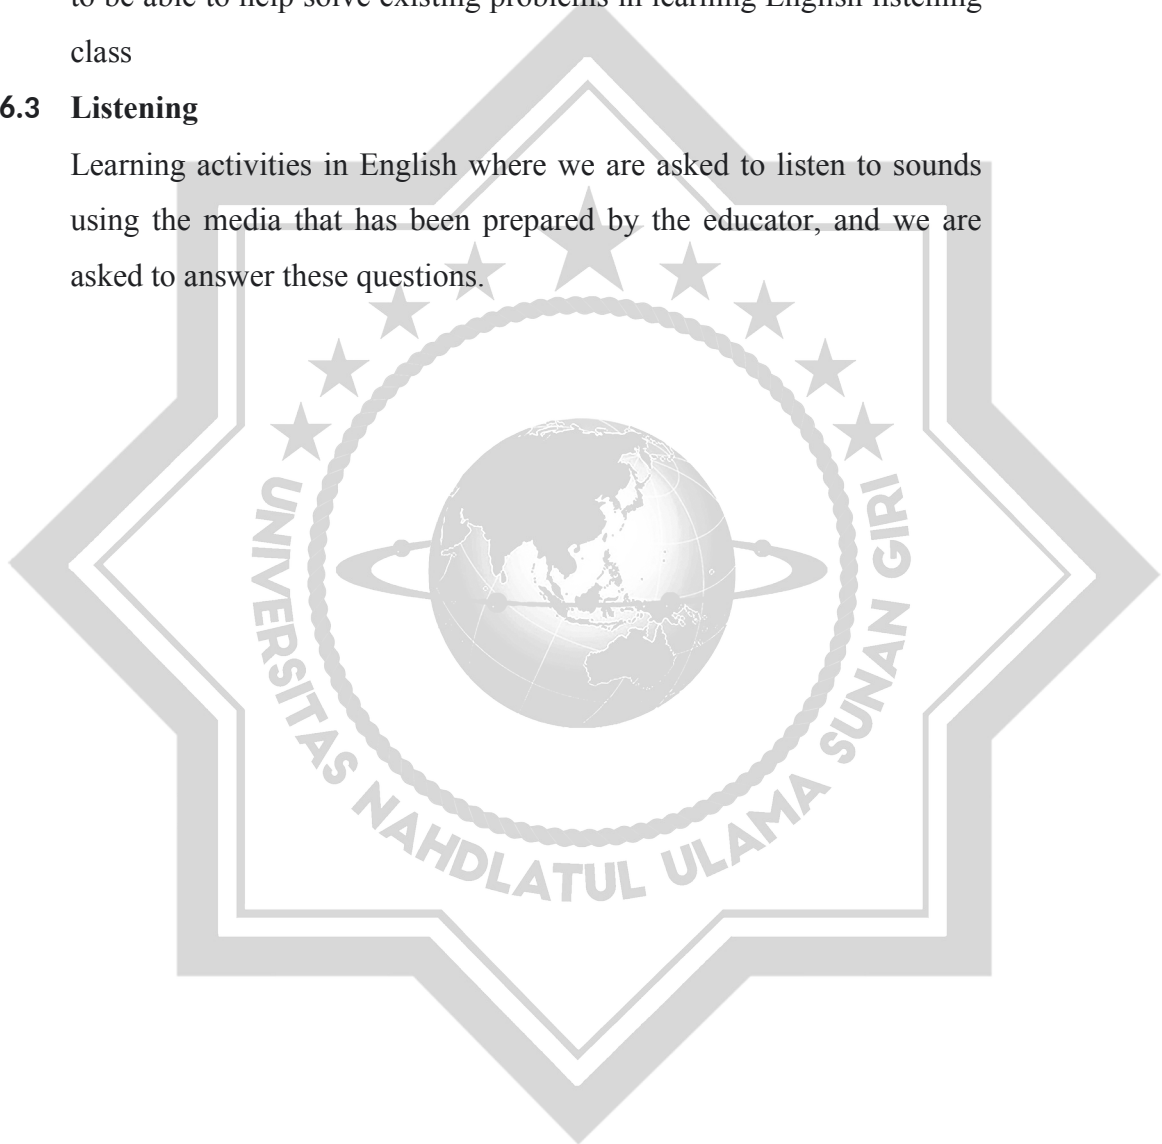 to be able to help solve existing problems in learning English listening
class
6.3 Listening
Learning activities in English where we are asked to listen to sounds
using the media that has been prepared by the educator, and we are
asked to answer these questions.
UNIVERSITAS NAHDLATUL ULAMA SUNAN GIRI